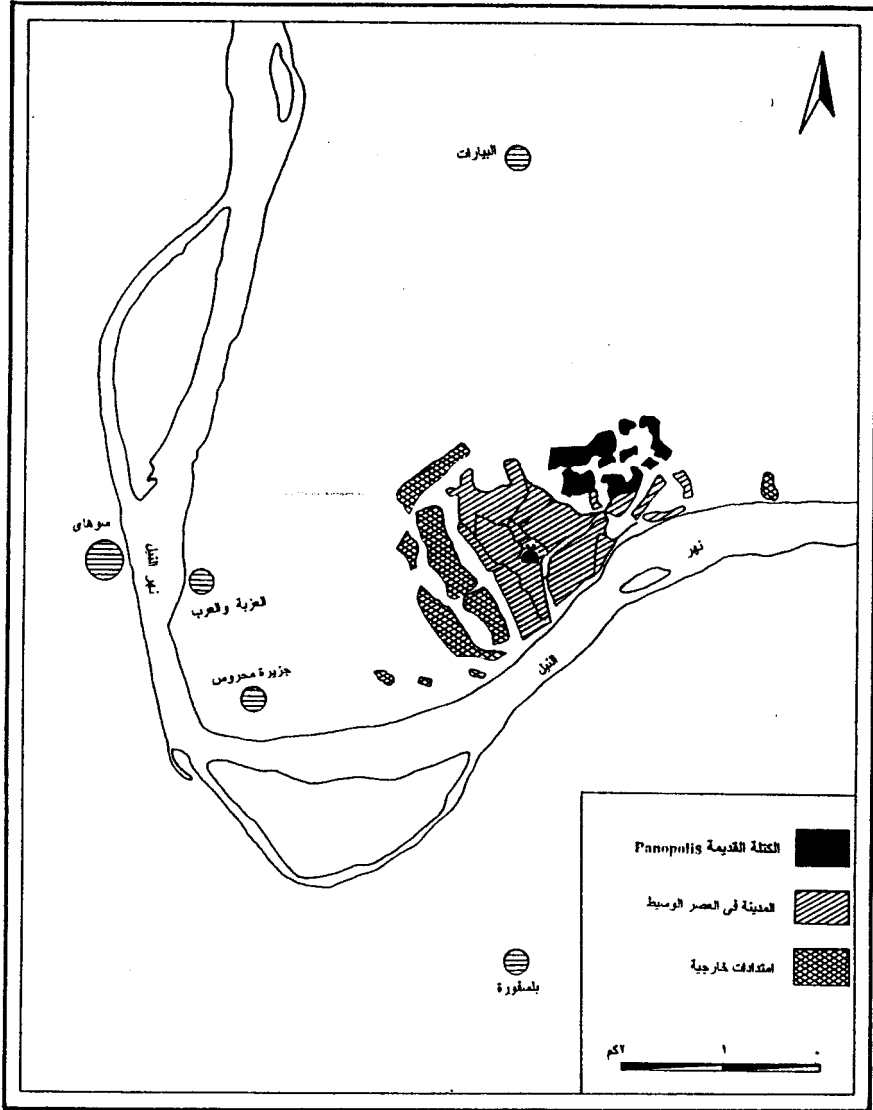 البيارات
سوهاى
نهر النيل
العزبة والعرب
جزيرة محروس
نهر
النيل
بلصفورة
الكتلة القديمة Panopolis
المدينة فى العصر الوسيط
امتدادات خارجية
٢كم ١ ٠